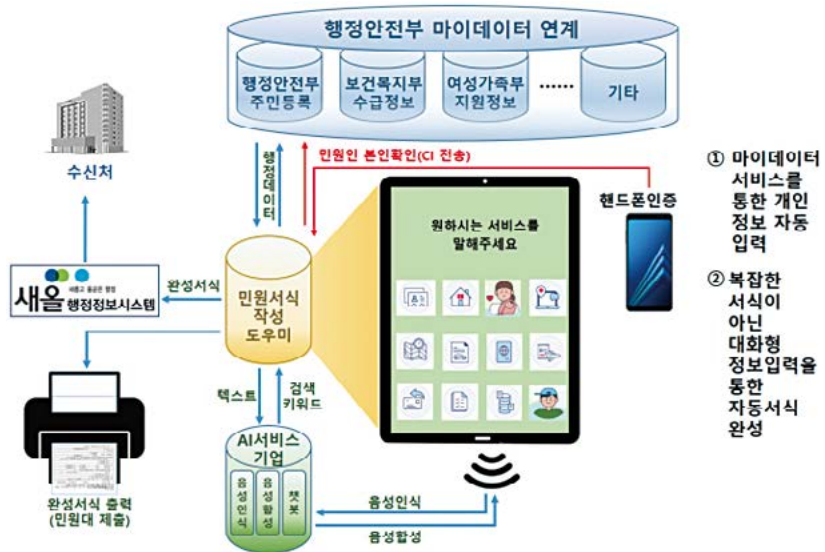 행정안전부 마이데이터 연계
행정안전부
주민등록
보건복지부
수급정보
여성가족부
지원정보
······
기타
수신처
행정데이터
민원인 본인확인(CI 전송)
핸드폰인증
원하시는 서비스를
말해주세요
민원서식
작성
도우미
완성서식
새롭고 올곧은 행정
새올 행정정보시스템
텍스트
검색
키워드
AI서비스
기업
음성인식
음성합성
챗봇
음성인식
음성합성
완성서식 출력
(민원대 제출)
① 마이데이터
서비스를
통한 개인
정보 자동
입력
② 복잡한
서식이
아닌
대화형
정보입력을
통한
자동서식
완성